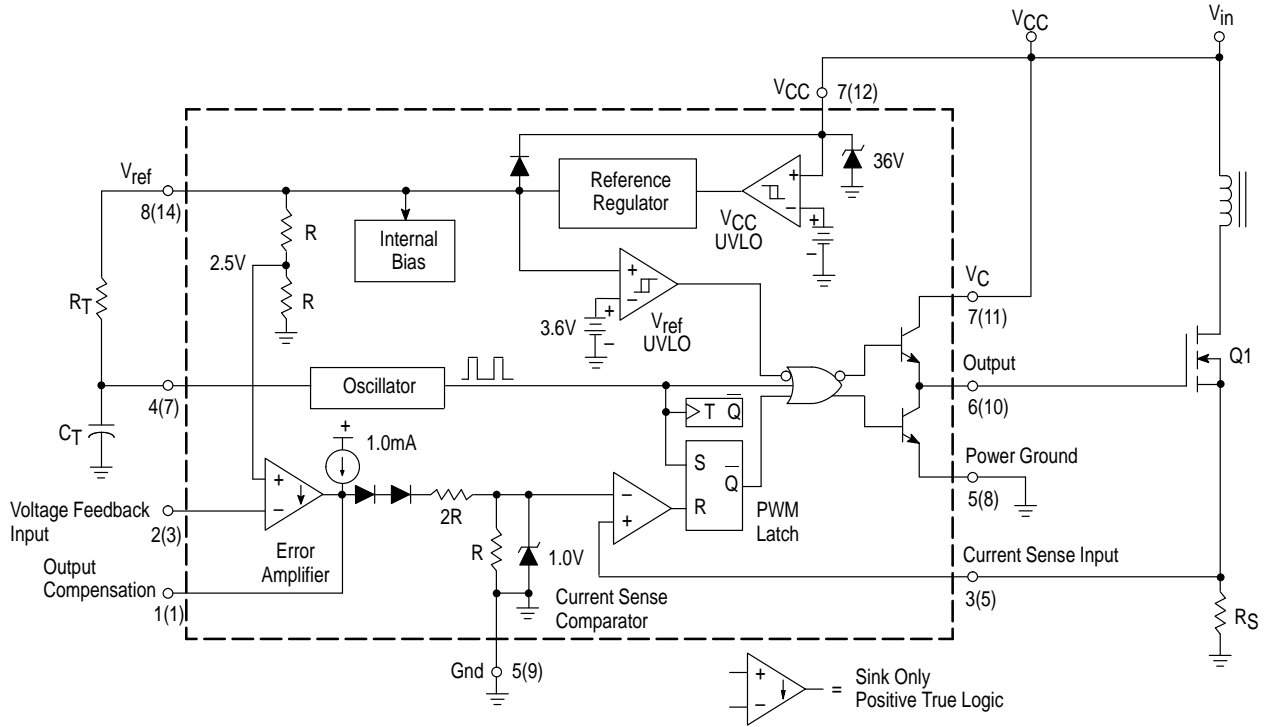 VCC
Vin
VCC 7(12)
36V
Vref
8(14)
Reference
Regulator
+
−
+
−
VCC
UVLO
R
Internal
Bias
2.5V
R
RT
+
−
+
−
3.6V
Vref
UVLO
VC
7(11)
Q1
Oscillator
4(7)
Output
6(10)
CT
T Q
+
1.0mA
S
R
Q
PWM
Latch
Power Ground
5(8)
+
−
Voltage Feedback
Input
2(3)
Error
Amplifier
2R
−
+
R
1.0V
Output
Compensation
1(1)
Current Sense
Comparator
Current Sense Input
3(5)
RS
Gnd 5(9)
+
−
= Sink Only
Positive True Logic